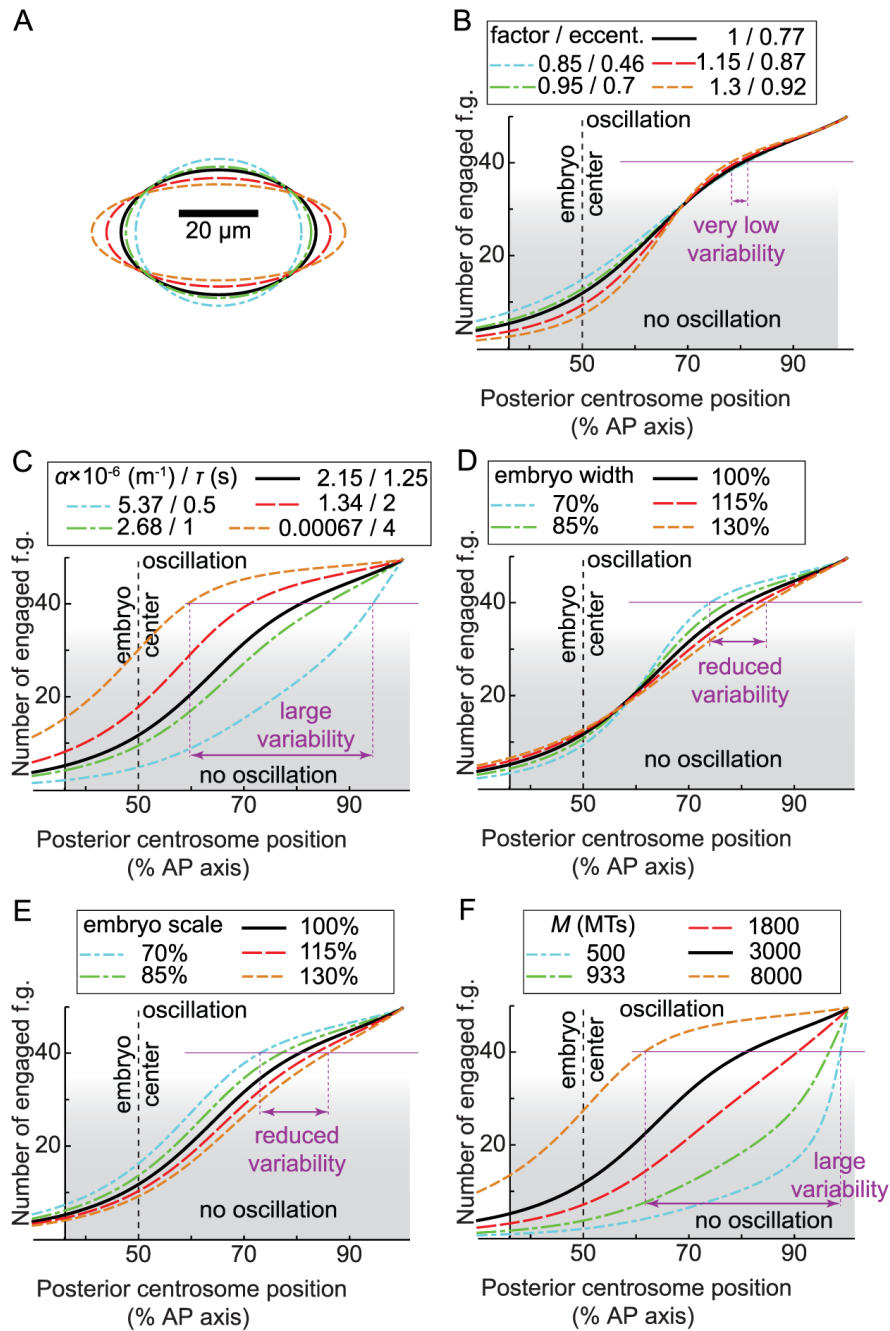 A
20 µm
B
factor / eccent.
1 / 0.77
0.85 / 0.46
1.15 / 0.87
0.95 / 0.7
1.3 / 0.92
oscillation
embryo
center
very low
variability
no oscillation
Number of engaged f.g.
40
20
50
70
90
Posterior centrosome position
(% AP axis)
C
α×10⁻⁶ (m⁻¹) / τ (s)
2.15 / 1.25
5.37 / 0.5
1.34 / 2
2.68 / 1
0.00067 / 4
oscillation
embryo
center
large
variability
no oscillation
Number of engaged f.g.
40
20
50
70
90
Posterior centrosome position
(% AP axis)
D
embryo width
100%
70%
115%
85%
130%
oscillation
embryo
center
reduced
variability
no oscillation
Number of engaged f.g.
40
20
50
70
90
Posterior centrosome position
(% AP axis)
E
embryo scale
100%
70%
115%
85%
130%
oscillation
embryo
center
reduced
variability
no oscillation
Number of engaged f.g.
40
20
50
70
90
Posterior centrosome position
(% AP axis)
F
M (MTs)
1800
500
3000
933
8000
oscillation
embryo
center
large
variability
no oscillation
Number of engaged f.g.
40
20
50
70
90
Posterior centrosome position
(% AP axis)